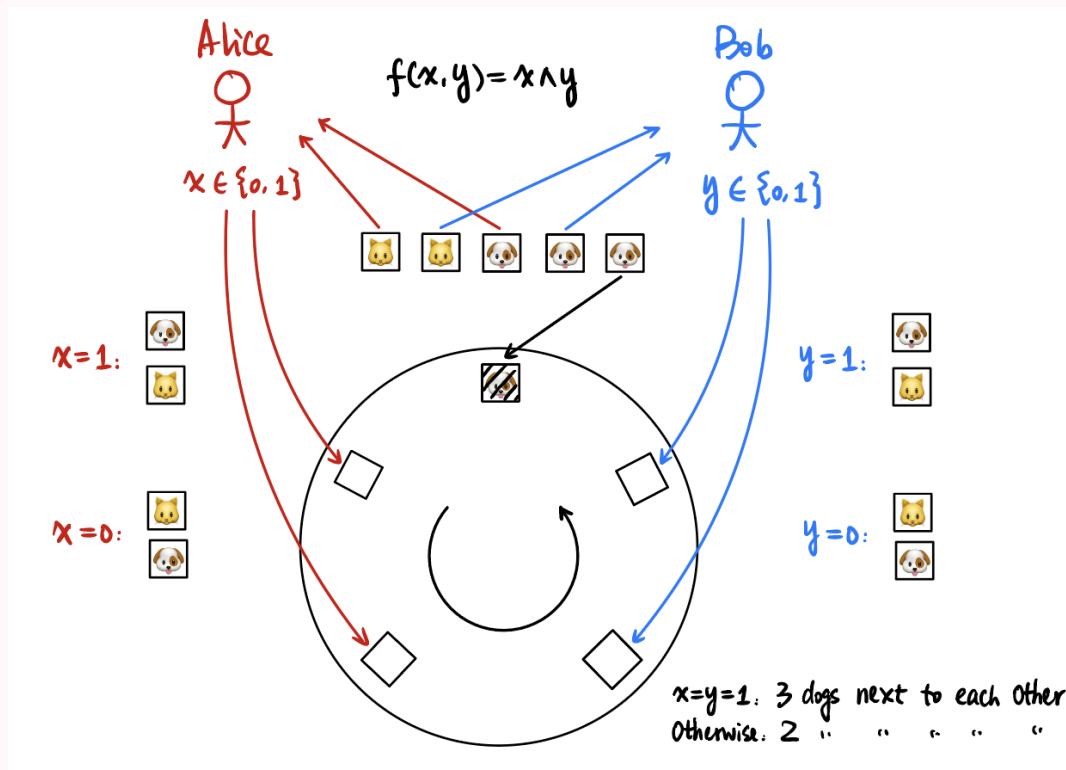 Alice
Bob
f(x,y)=x∧y
x∈{0,1}
y∈{0,1}
x=1:
y=1:
x=0:
y=0:
x=y=1: 3 dogs next to each other
Otherwise: 2 " " " " "